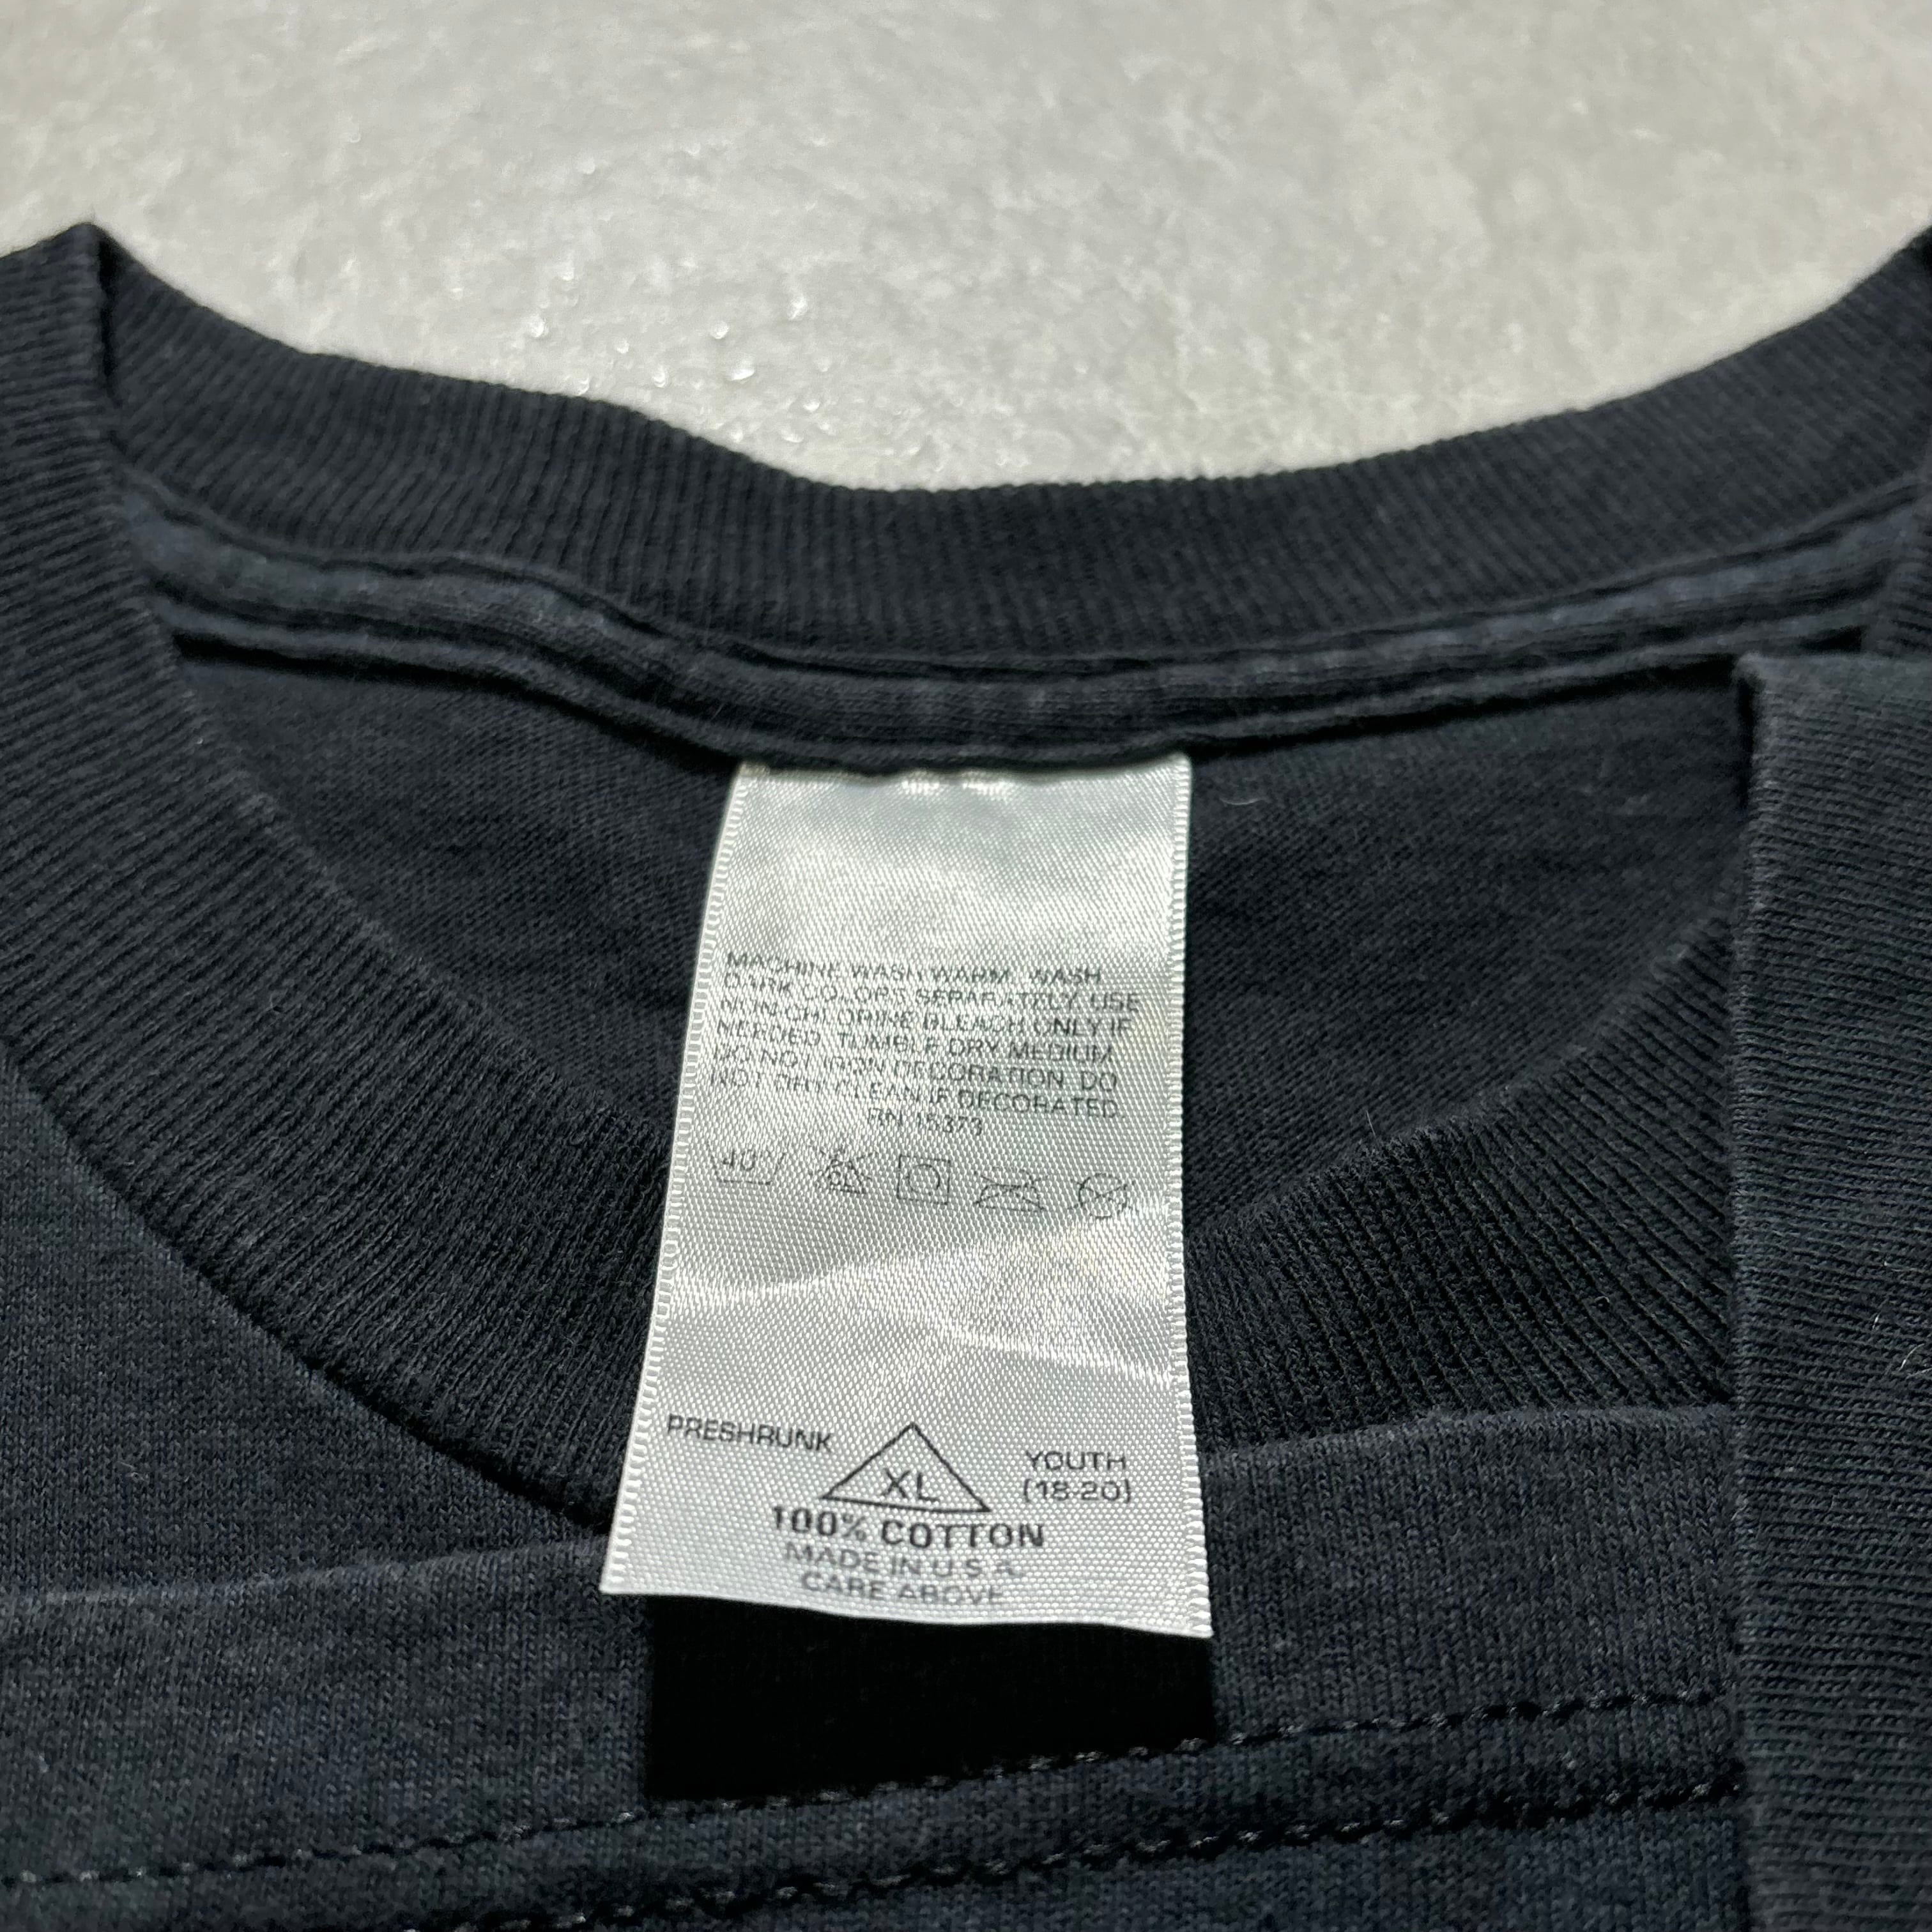 MACHINE WASH WARM, WASH
DARK COLORS SEPARATELY. USE
NON-CHLORINE BLEACH ONLY IF
NEEDED. TUMBLE DRY MEDIUM.
DO NOT IRON DECORATION. DO
NOT DRY CLEAN IF DECORATED.
RN 15373
40
PRESHRUNK
XL
YOUTH
(18-20)
100% COTTON
MADE IN U.S.A.
CARE ABOVE